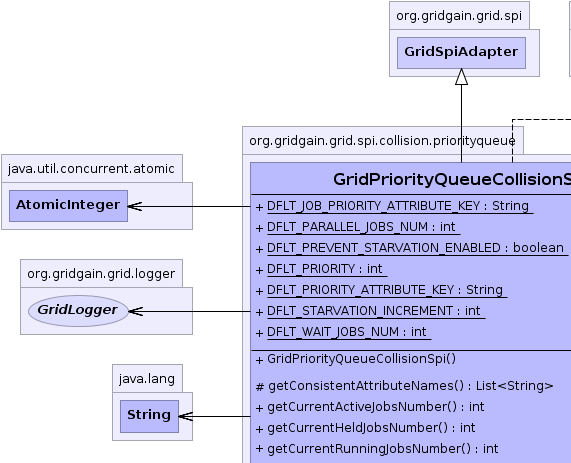 org.gridgain.grid.spi
GridSpiAdapter
org.gridgain.grid.spi.collision.priorityqueue
java.util.concurrent.atomic
AtomicInteger
GridPriorityQueueCollisionS
+ DFLT_JOB_PRIORITY_ATTRIBUTE_KEY : String
+ DFLT_PARALLEL_JOBS_NUM : int
+ DFLT_PREVENT_STARVATION_ENABLED : boolean
+ DFLT_PRIORITY : int
+ DFLT_PRIORITY_ATTRIBUTE_KEY : String
+ DFLT_STARVATION_INCREMENT : int
+ DFLT_WAIT_JOBS_NUM : int
org.gridgain.grid.logger
GridLogger
+ GridPriorityQueueCollisionSpi()
java.lang
String
# getConsistentAttributeNames() : List<String>
+ getCurrentActiveJobsNumber() : int
+ getCurrentHeldJobsNumber() : int
+ getCurrentRunningJobsNumber() : int